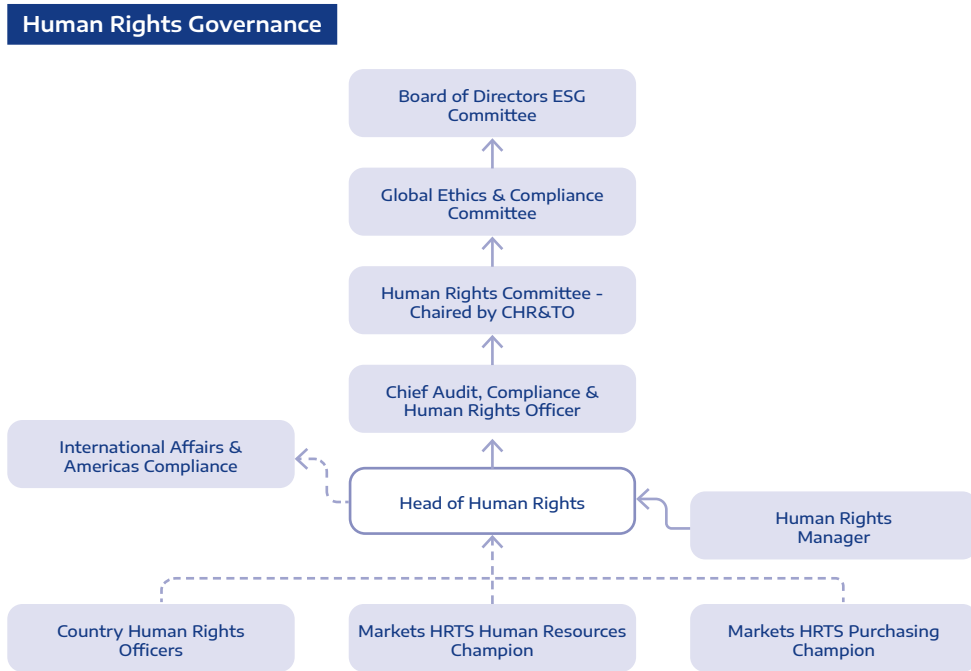 Human Rights Governance
Board of Directors ESG
Committee
Global Ethics & Compliance
Committee
Human Rights Committee -
Chaired by CHR&TO
Chief Audit, Compliance &
Human Rights Officer
International Affairs &
Americas Compliance
Head of Human Rights
Human Rights
Manager
Country Human Rights
Officers
Markets HRTS Human Resources
Champion
Markets HRTS Purchasing
Champion